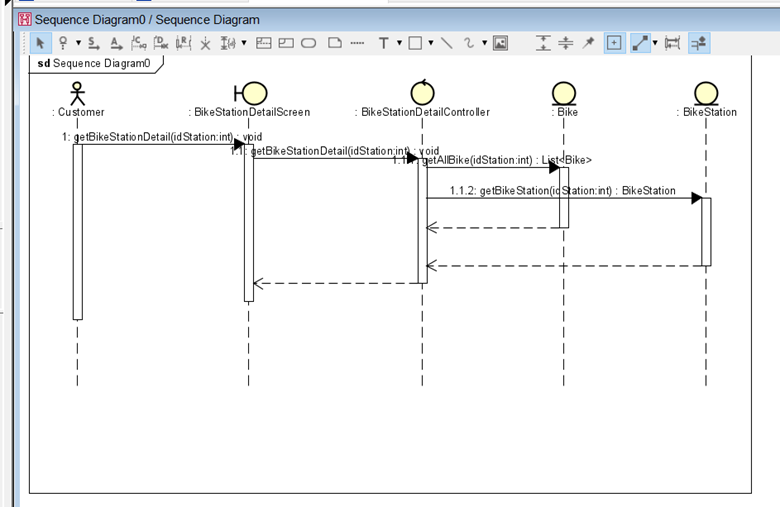 Sequence Diagram0 / Sequence Diagram
sd Sequence Diagram0
: Customer
: BikeStationDetailScreen
: BikeStationDetailController
: Bike
: BikeStation
1: getBikeStationDetail(idStation:int) : void
1.1: getBikeStationDetail(idStation:int) : void
1.1.1: getAllBike(idStation:int) : List<Bike>
1.1.2: getBikeStation(idStation:int) : BikeStation